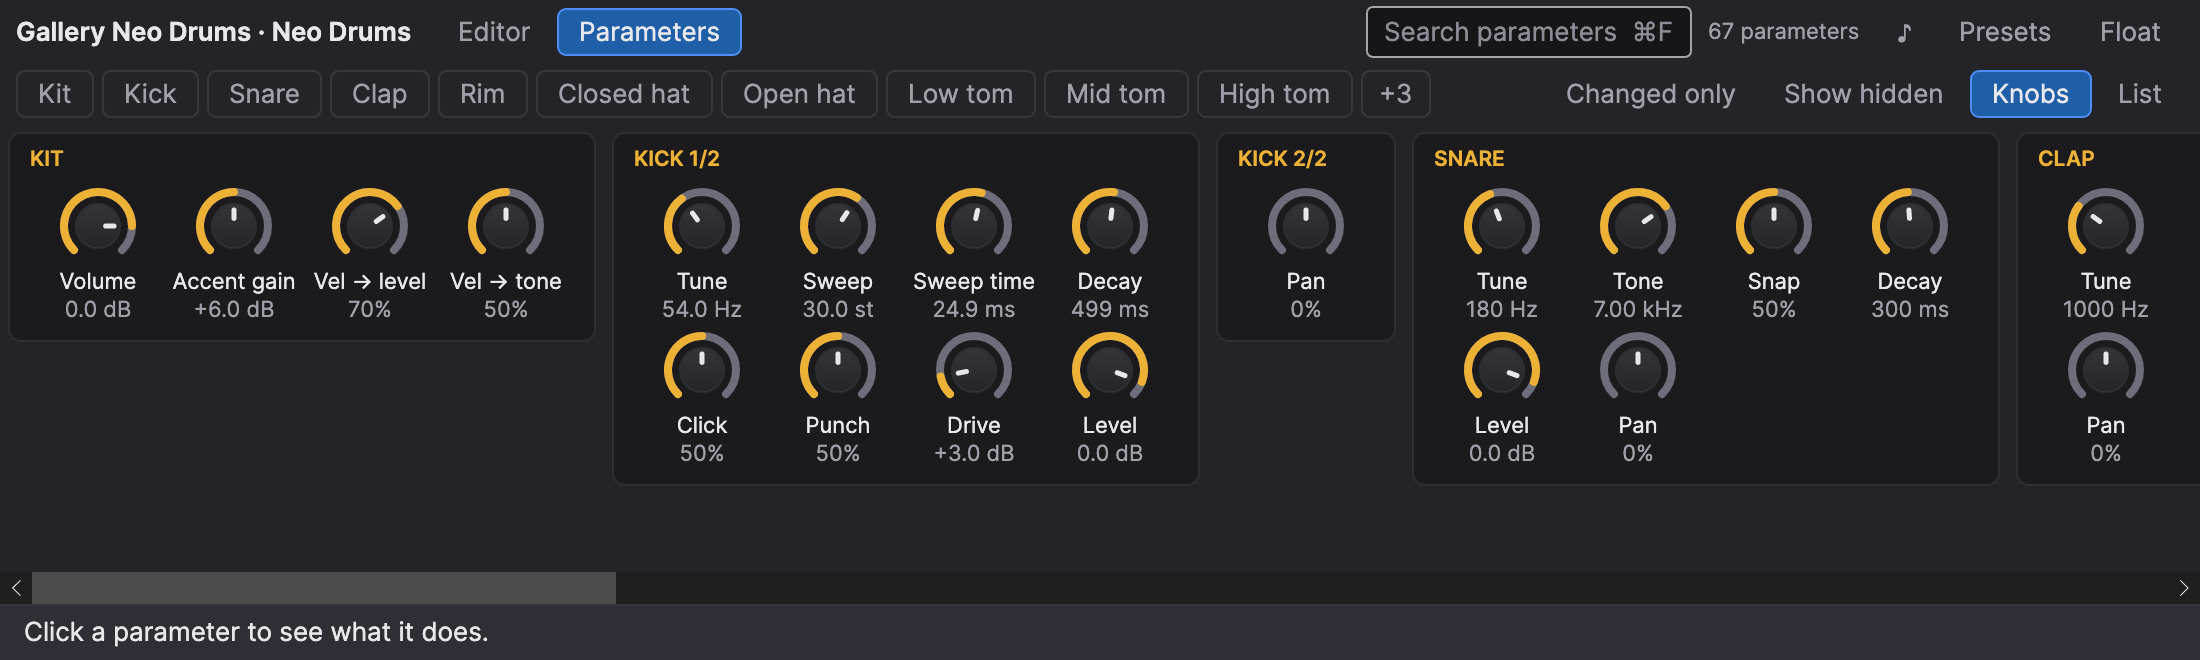 Gallery Neo Drums · Neo Drums Editor Parameters Search parameters ⌘F 67 parameters Presets Float
Kit Kick Snare Clap Rim Closed hat Open hat Low tom Mid tom High tom +3 Changed only Show hidden Knobs List
KIT
Volume Accent gain Vel → level Vel → tone
0.0 dB +6.0 dB 70% 50%
KICK 1/2
Tune Sweep Sweep time Decay
54.0 Hz 30.0 st 24.9 ms 499 ms
Click Punch Drive Level
50% 50% +3.0 dB 0.0 dB
KICK 2/2
Pan
0%
SNARE
Tune Tone Snap Decay
180 Hz 7.00 kHz 50% 300 ms
Level Pan
0.0 dB 0%
CLAP
Tune
1000 Hz
Pan
0%
Click a parameter to see what it does.